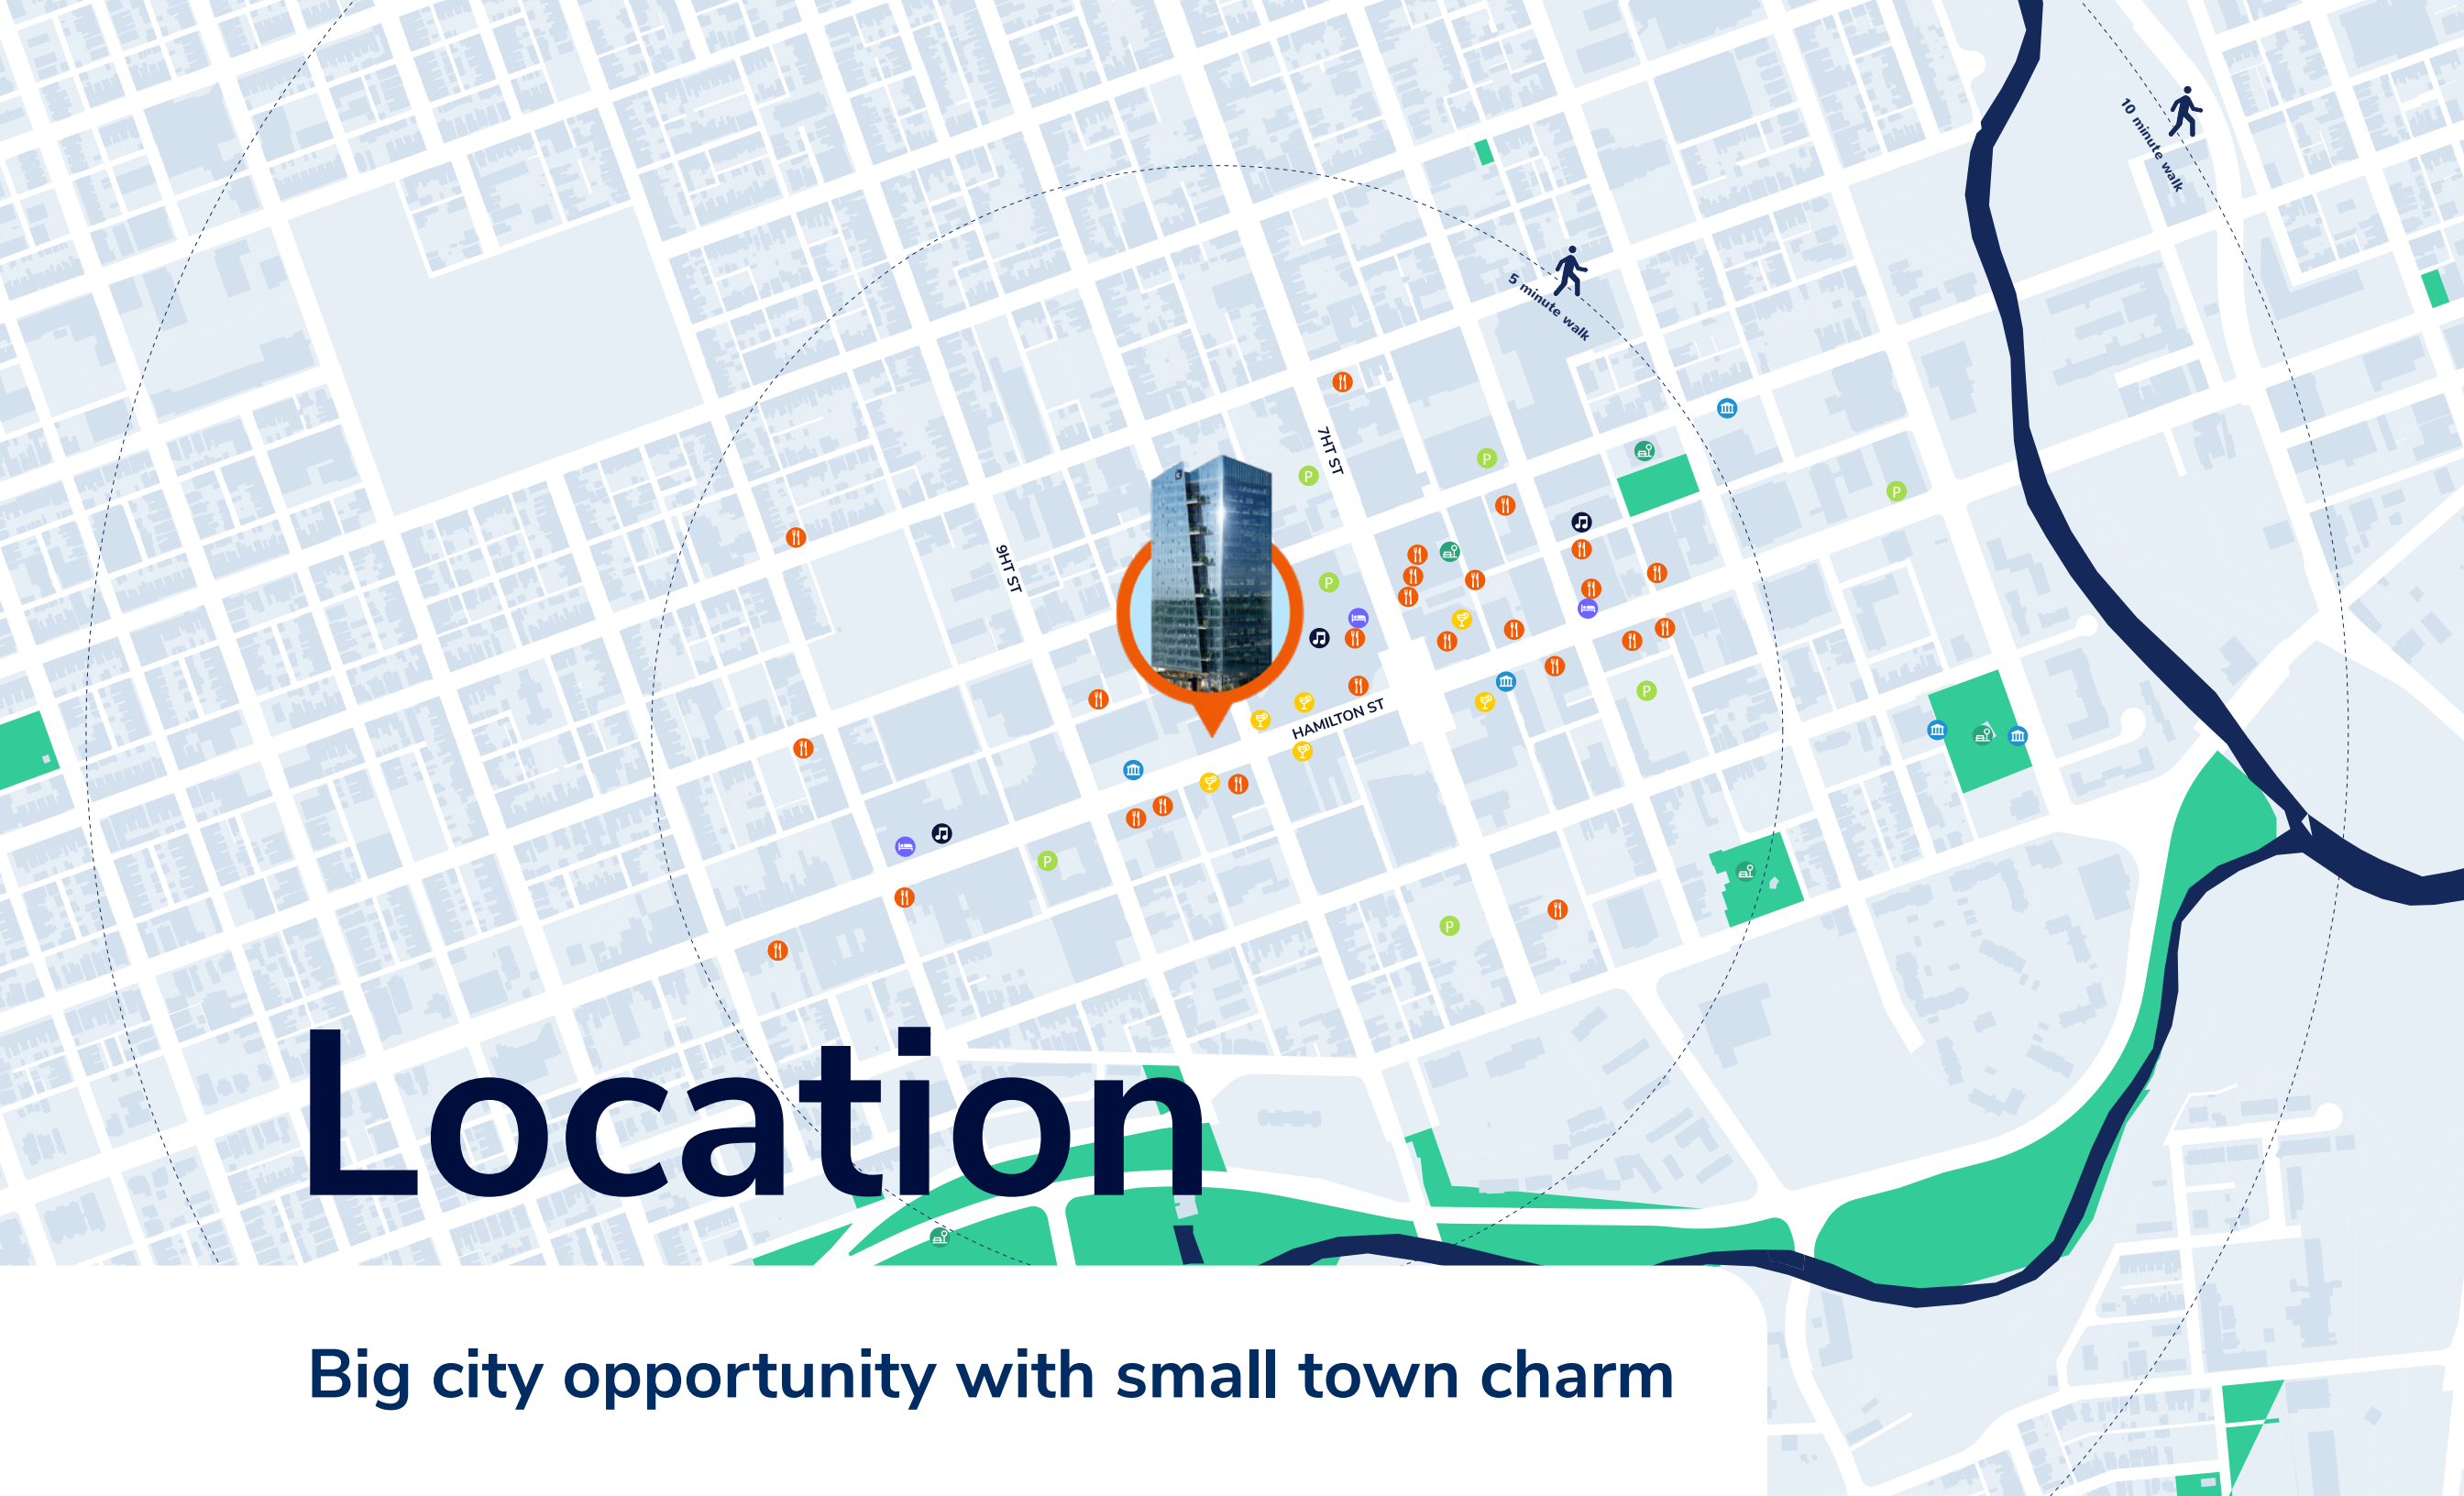 10 minute walk
5 minute walk
7HT ST
P
P
P
9HT ST
P
P
HAMILTON ST
P
P
Location
Big city opportunity with small town charm